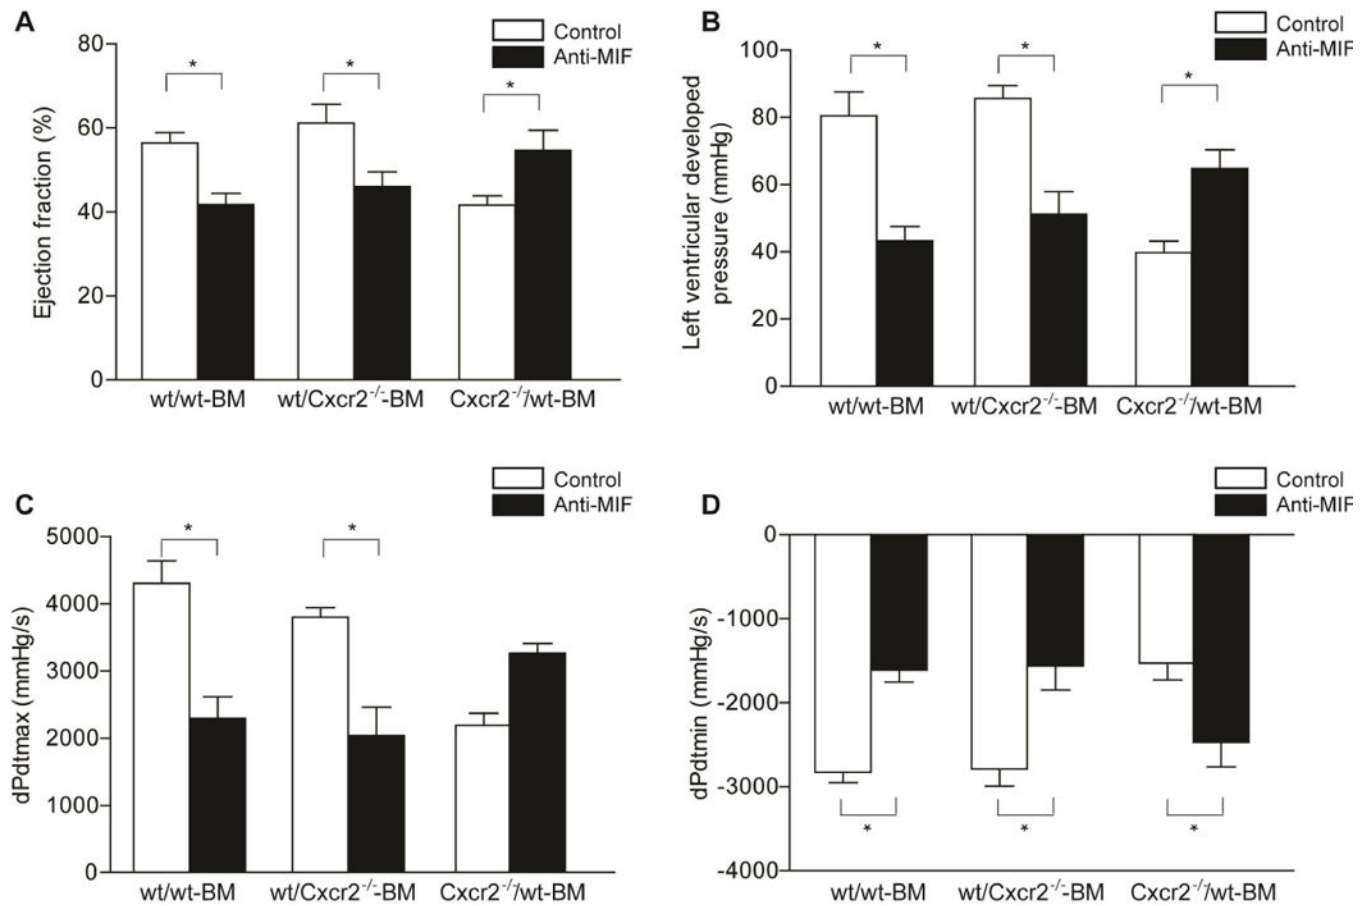 A
Control
Anti-MIF
*
*
*
Ejection fraction (%)
80
60
40
20
0
wt/wt-BM
wt/Cxcr2-/--BM
Cxcr2-/-/wt-BM
B
Control
Anti-MIF
*
*
*
Left ventricular developed
pressure (mmHg)
100
80
60
40
20
0
wt/wt-BM
wt/Cxcr2-/--BM
Cxcr2-/-/wt-BM
C
Control
Anti-MIF
*
*
dPdtmax (mmHg/s)
5000
4000
3000
2000
1000
0
wt/wt-BM
wt/Cxcr2-/--BM
Cxcr2-/-/wt-BM
D
Control
Anti-MIF
dPdtmin (mmHg/s)
0
-1000
-2000
-3000
-4000
*
*
*
wt/wt-BM
wt/Cxcr2-/--BM
Cxcr2-/-/wt-BM